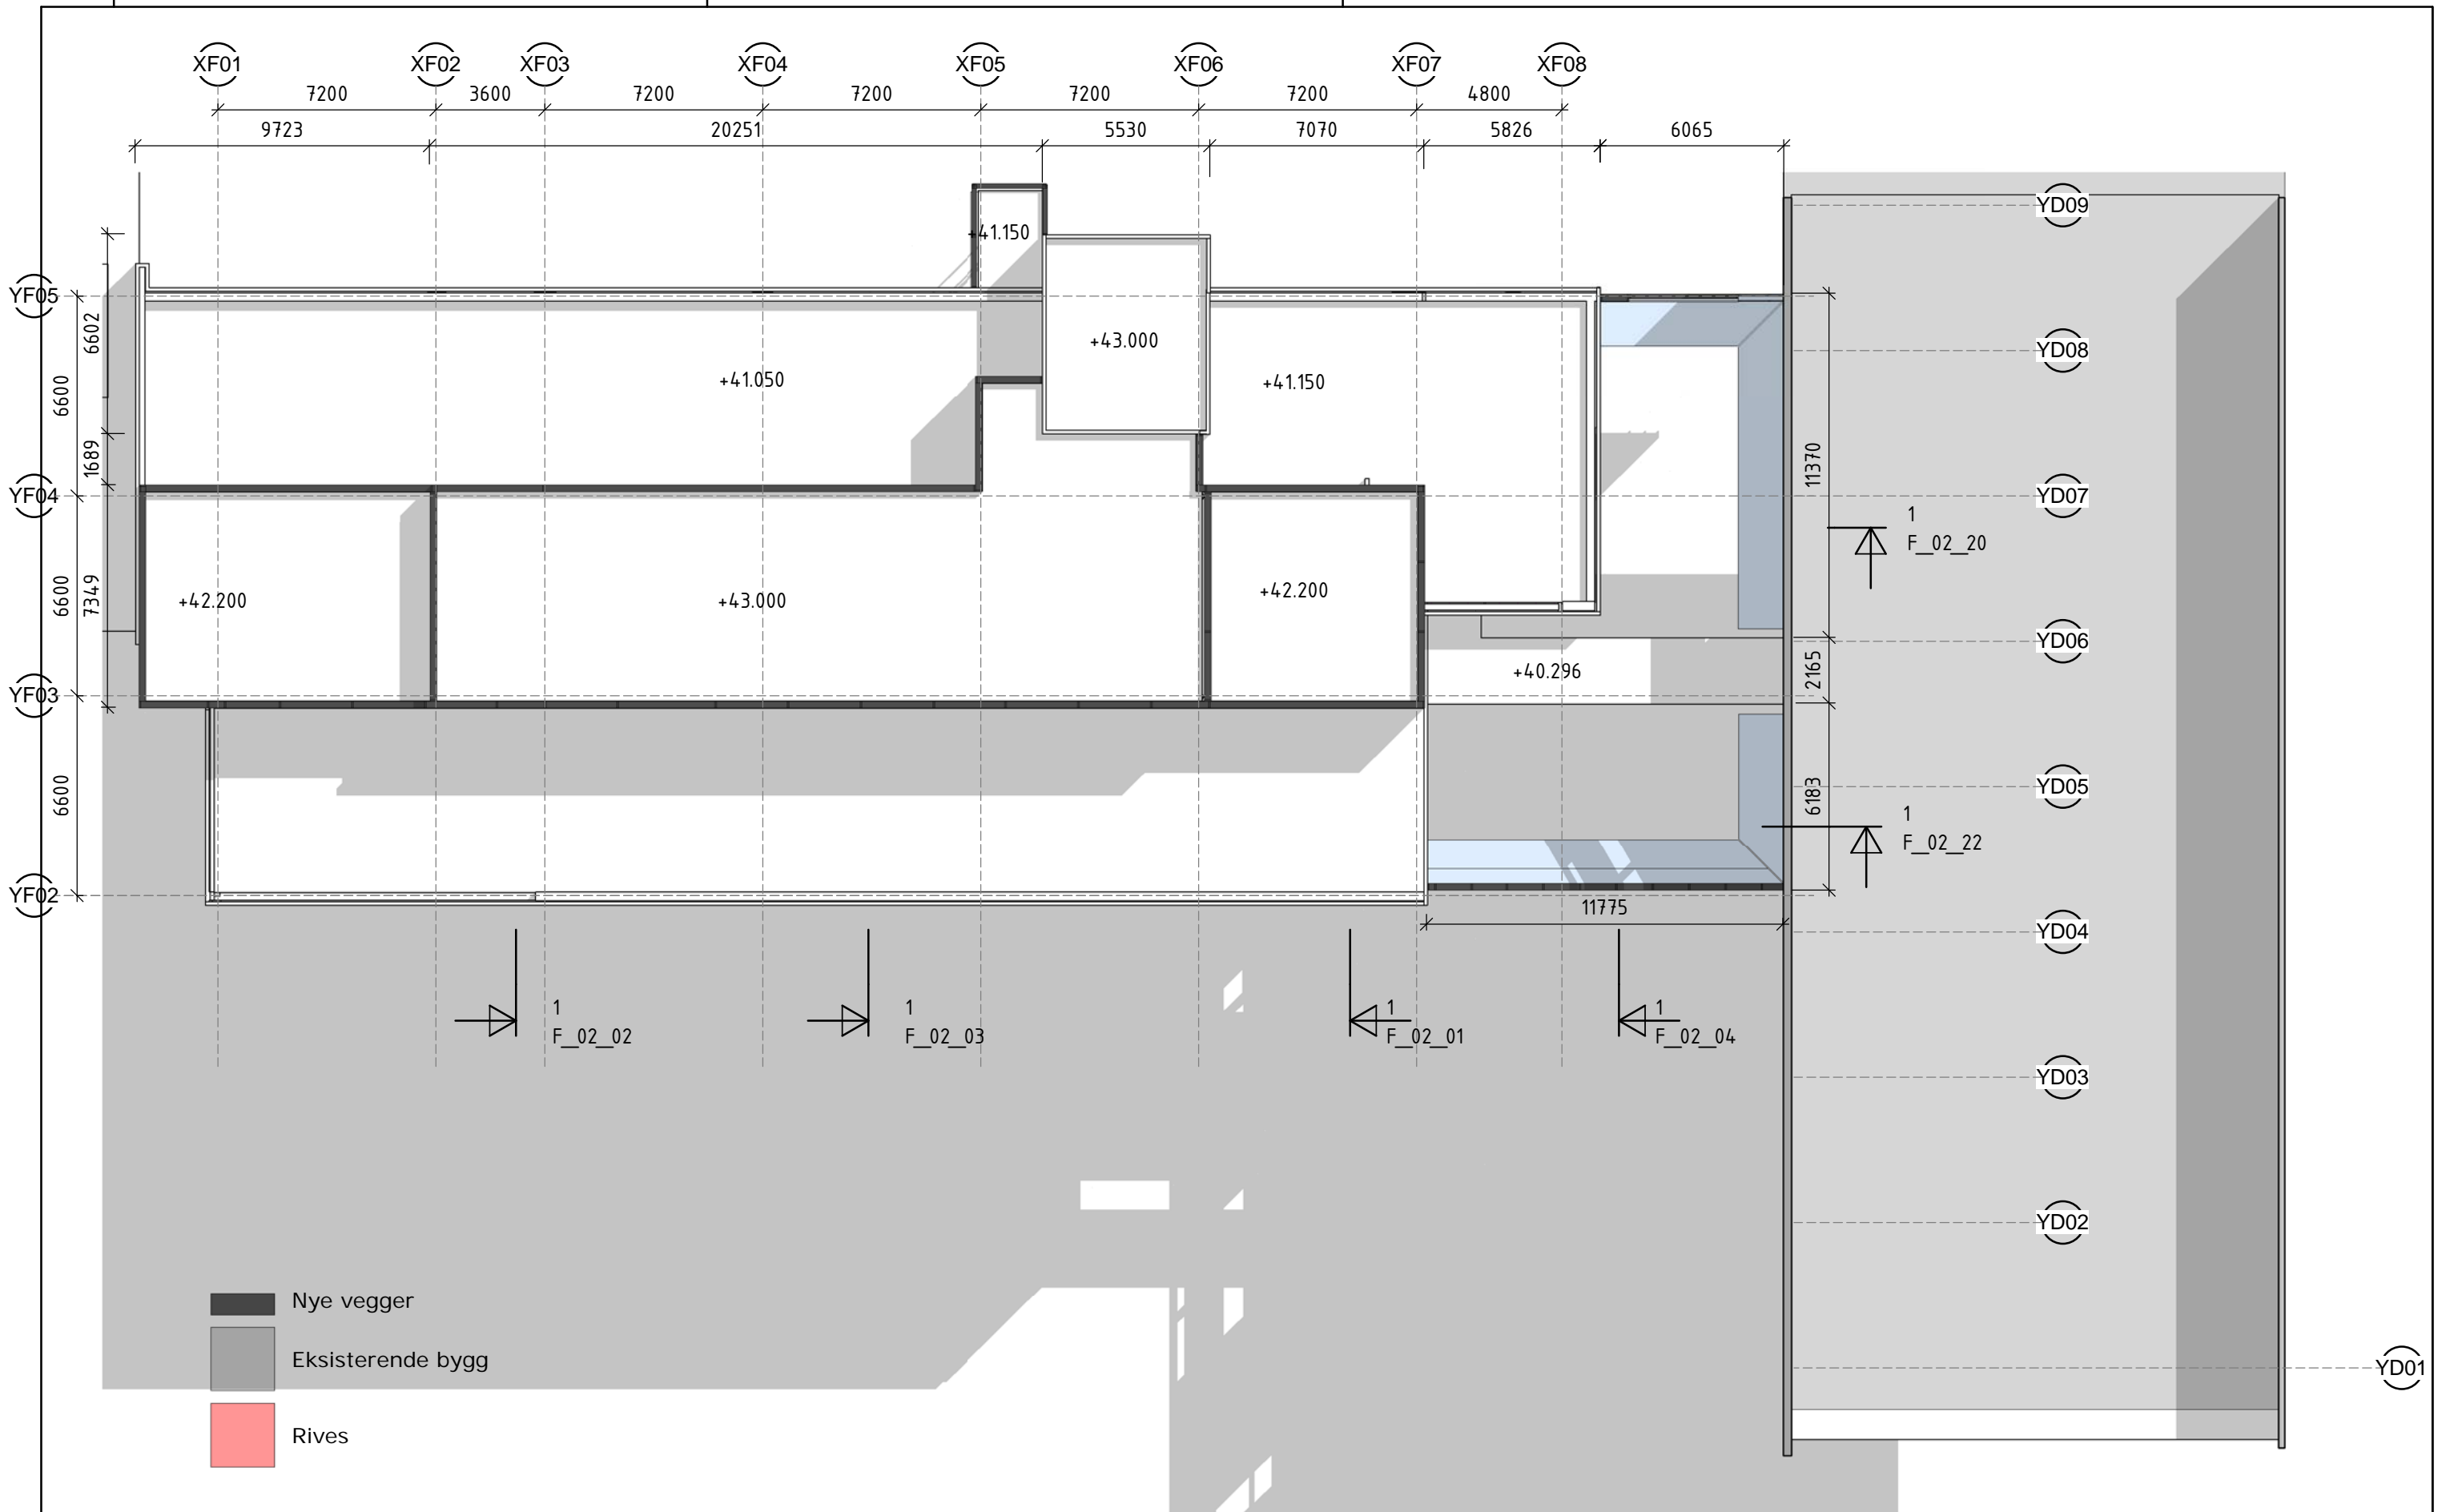 XF01 XF02 XF03 XF04 XF05 XF06 XF07 XF08
7200 3600 7200 7200 7200 7200 4800
9723 20251 5530 7070 5826 6065
YD09
+41.150
YF05
6602
+43.000
YD08
+41.050
+41.150
6600
1689
11370
YF04
YD07
1
F_02_20
6600
7349
+42.200
+43.000
+42.200
YD06
+40.296
2165
YF03
YD05
6600
6183
1
F_02_22
YF02
11775
YD04
1
F_02_02
1
F_02_03
1
F_02_01
1
F_02_04
YD03
YD02
Nye vegger
Eksisterende bygg
YD01
Rives